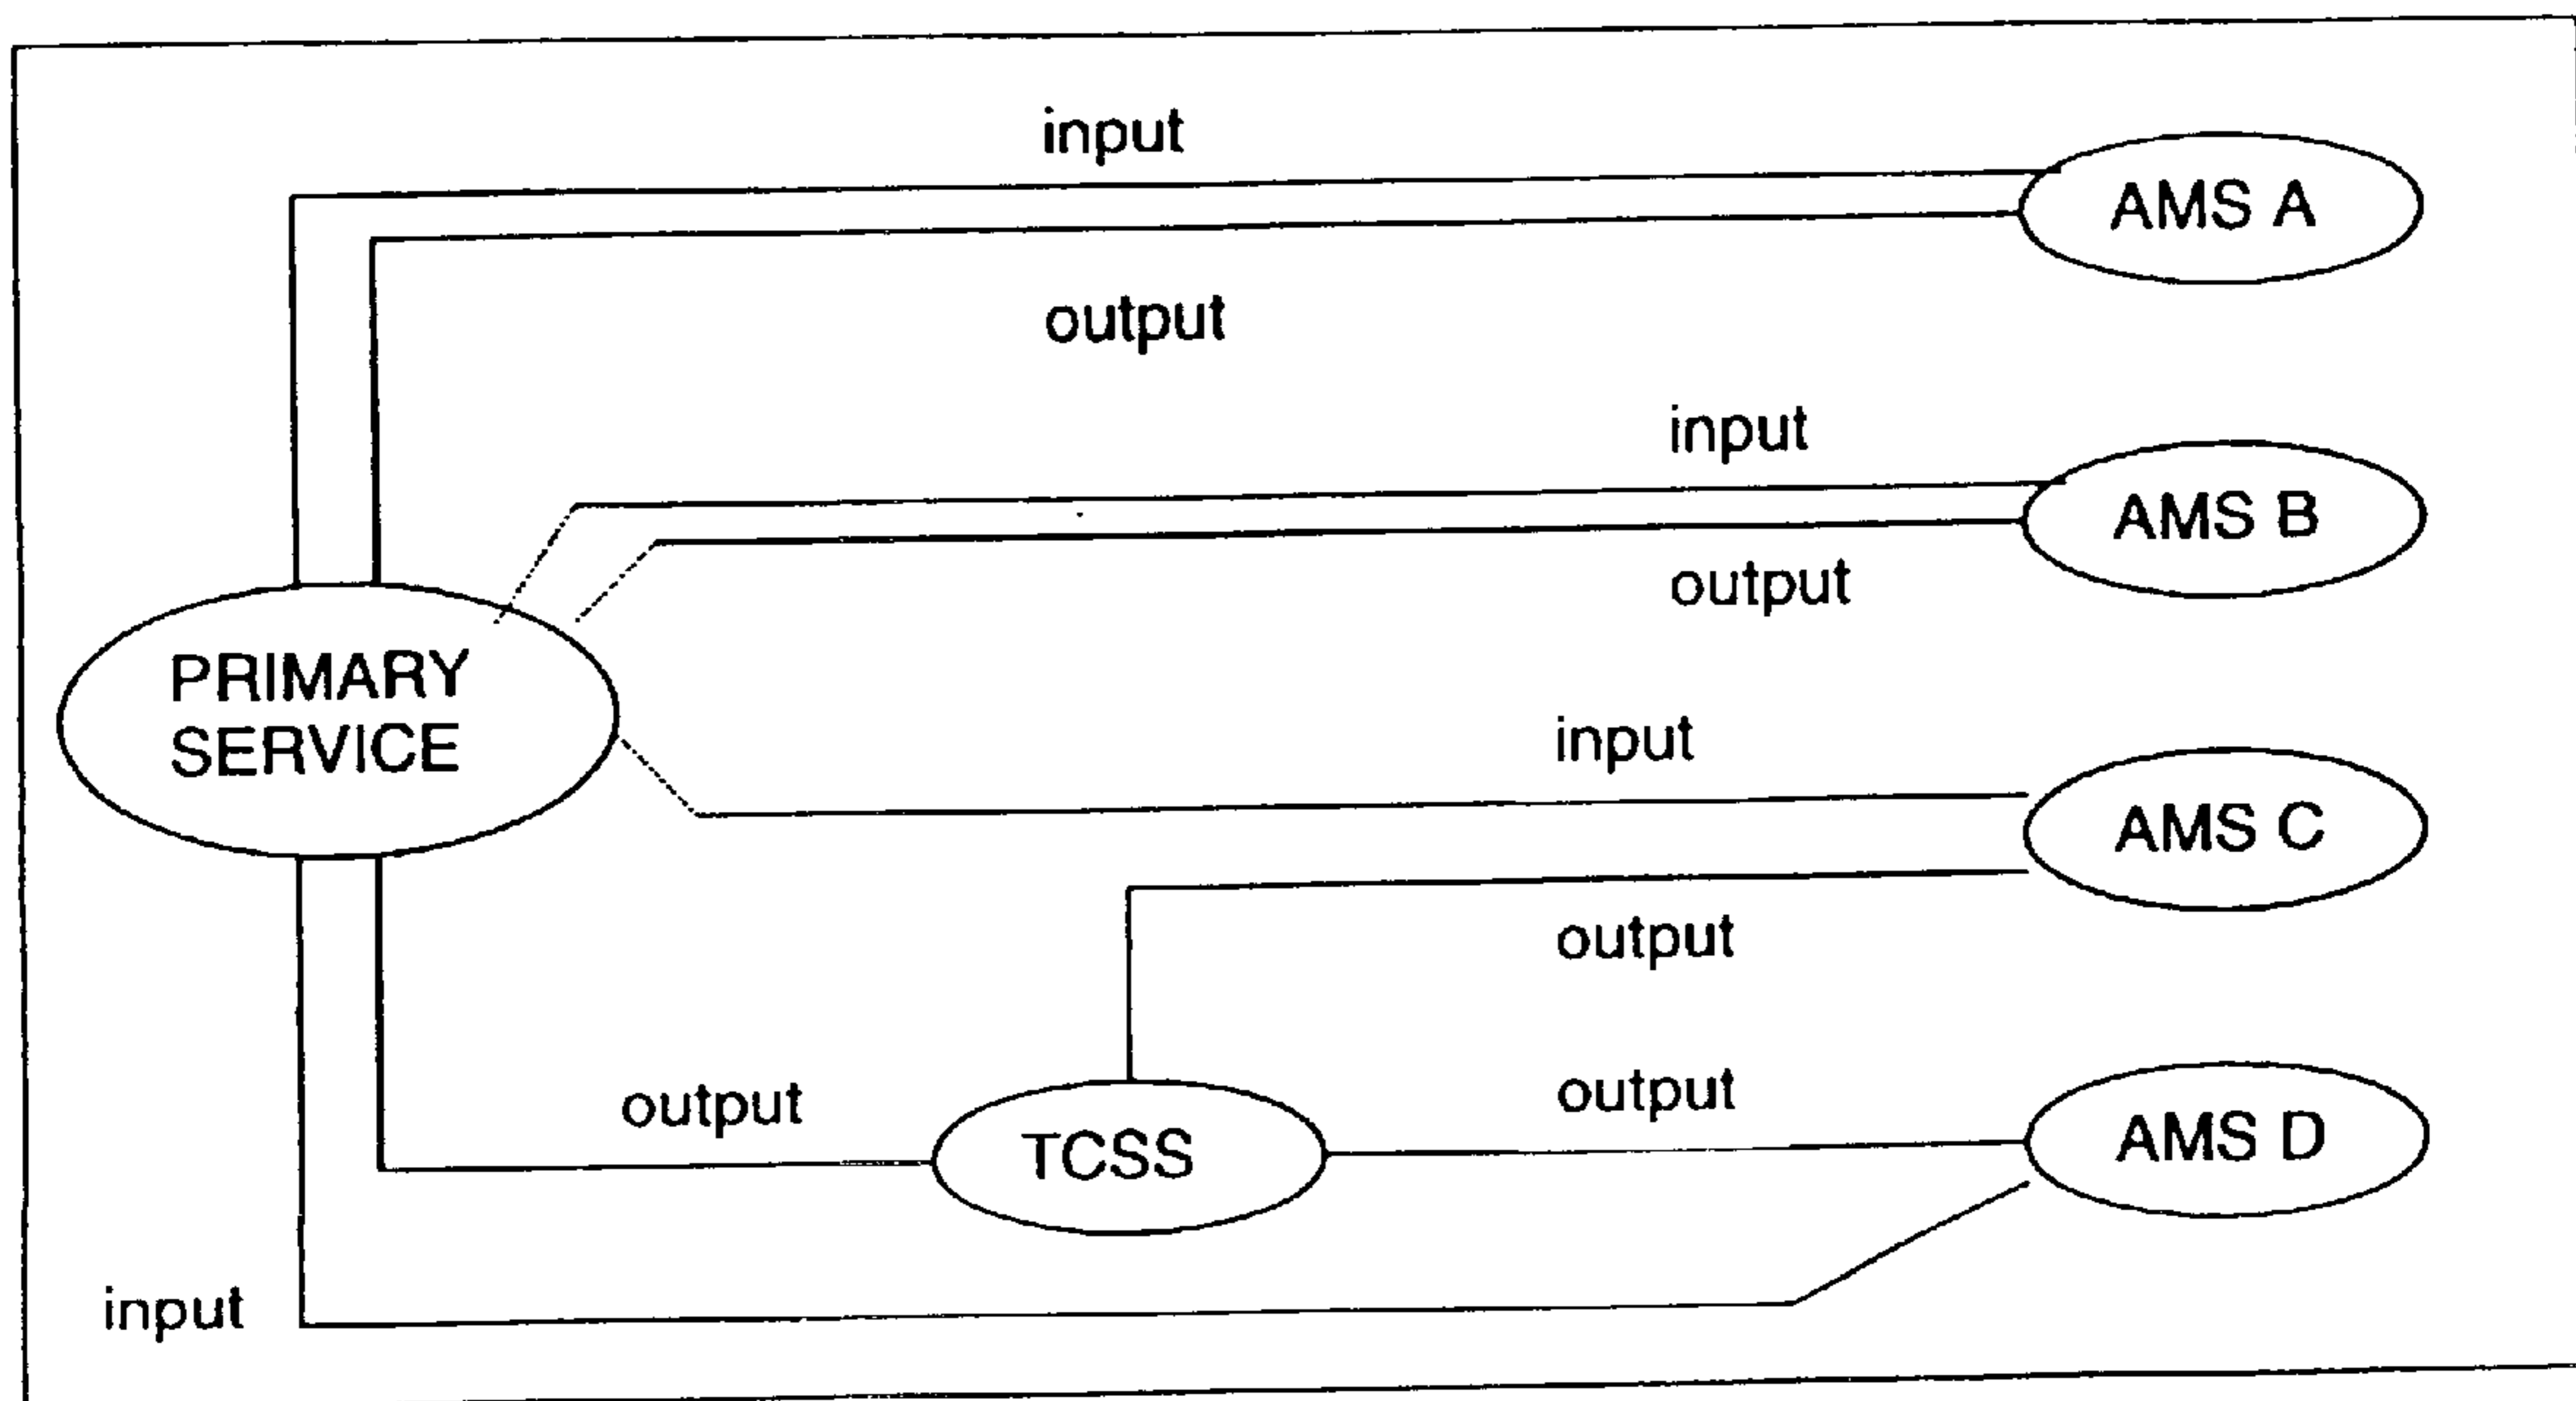 input
AMS A
output
input
AMS B
output
PRIMARY
SERVICE
input
AMS C
output
output
output
TCSS
AMS D
input